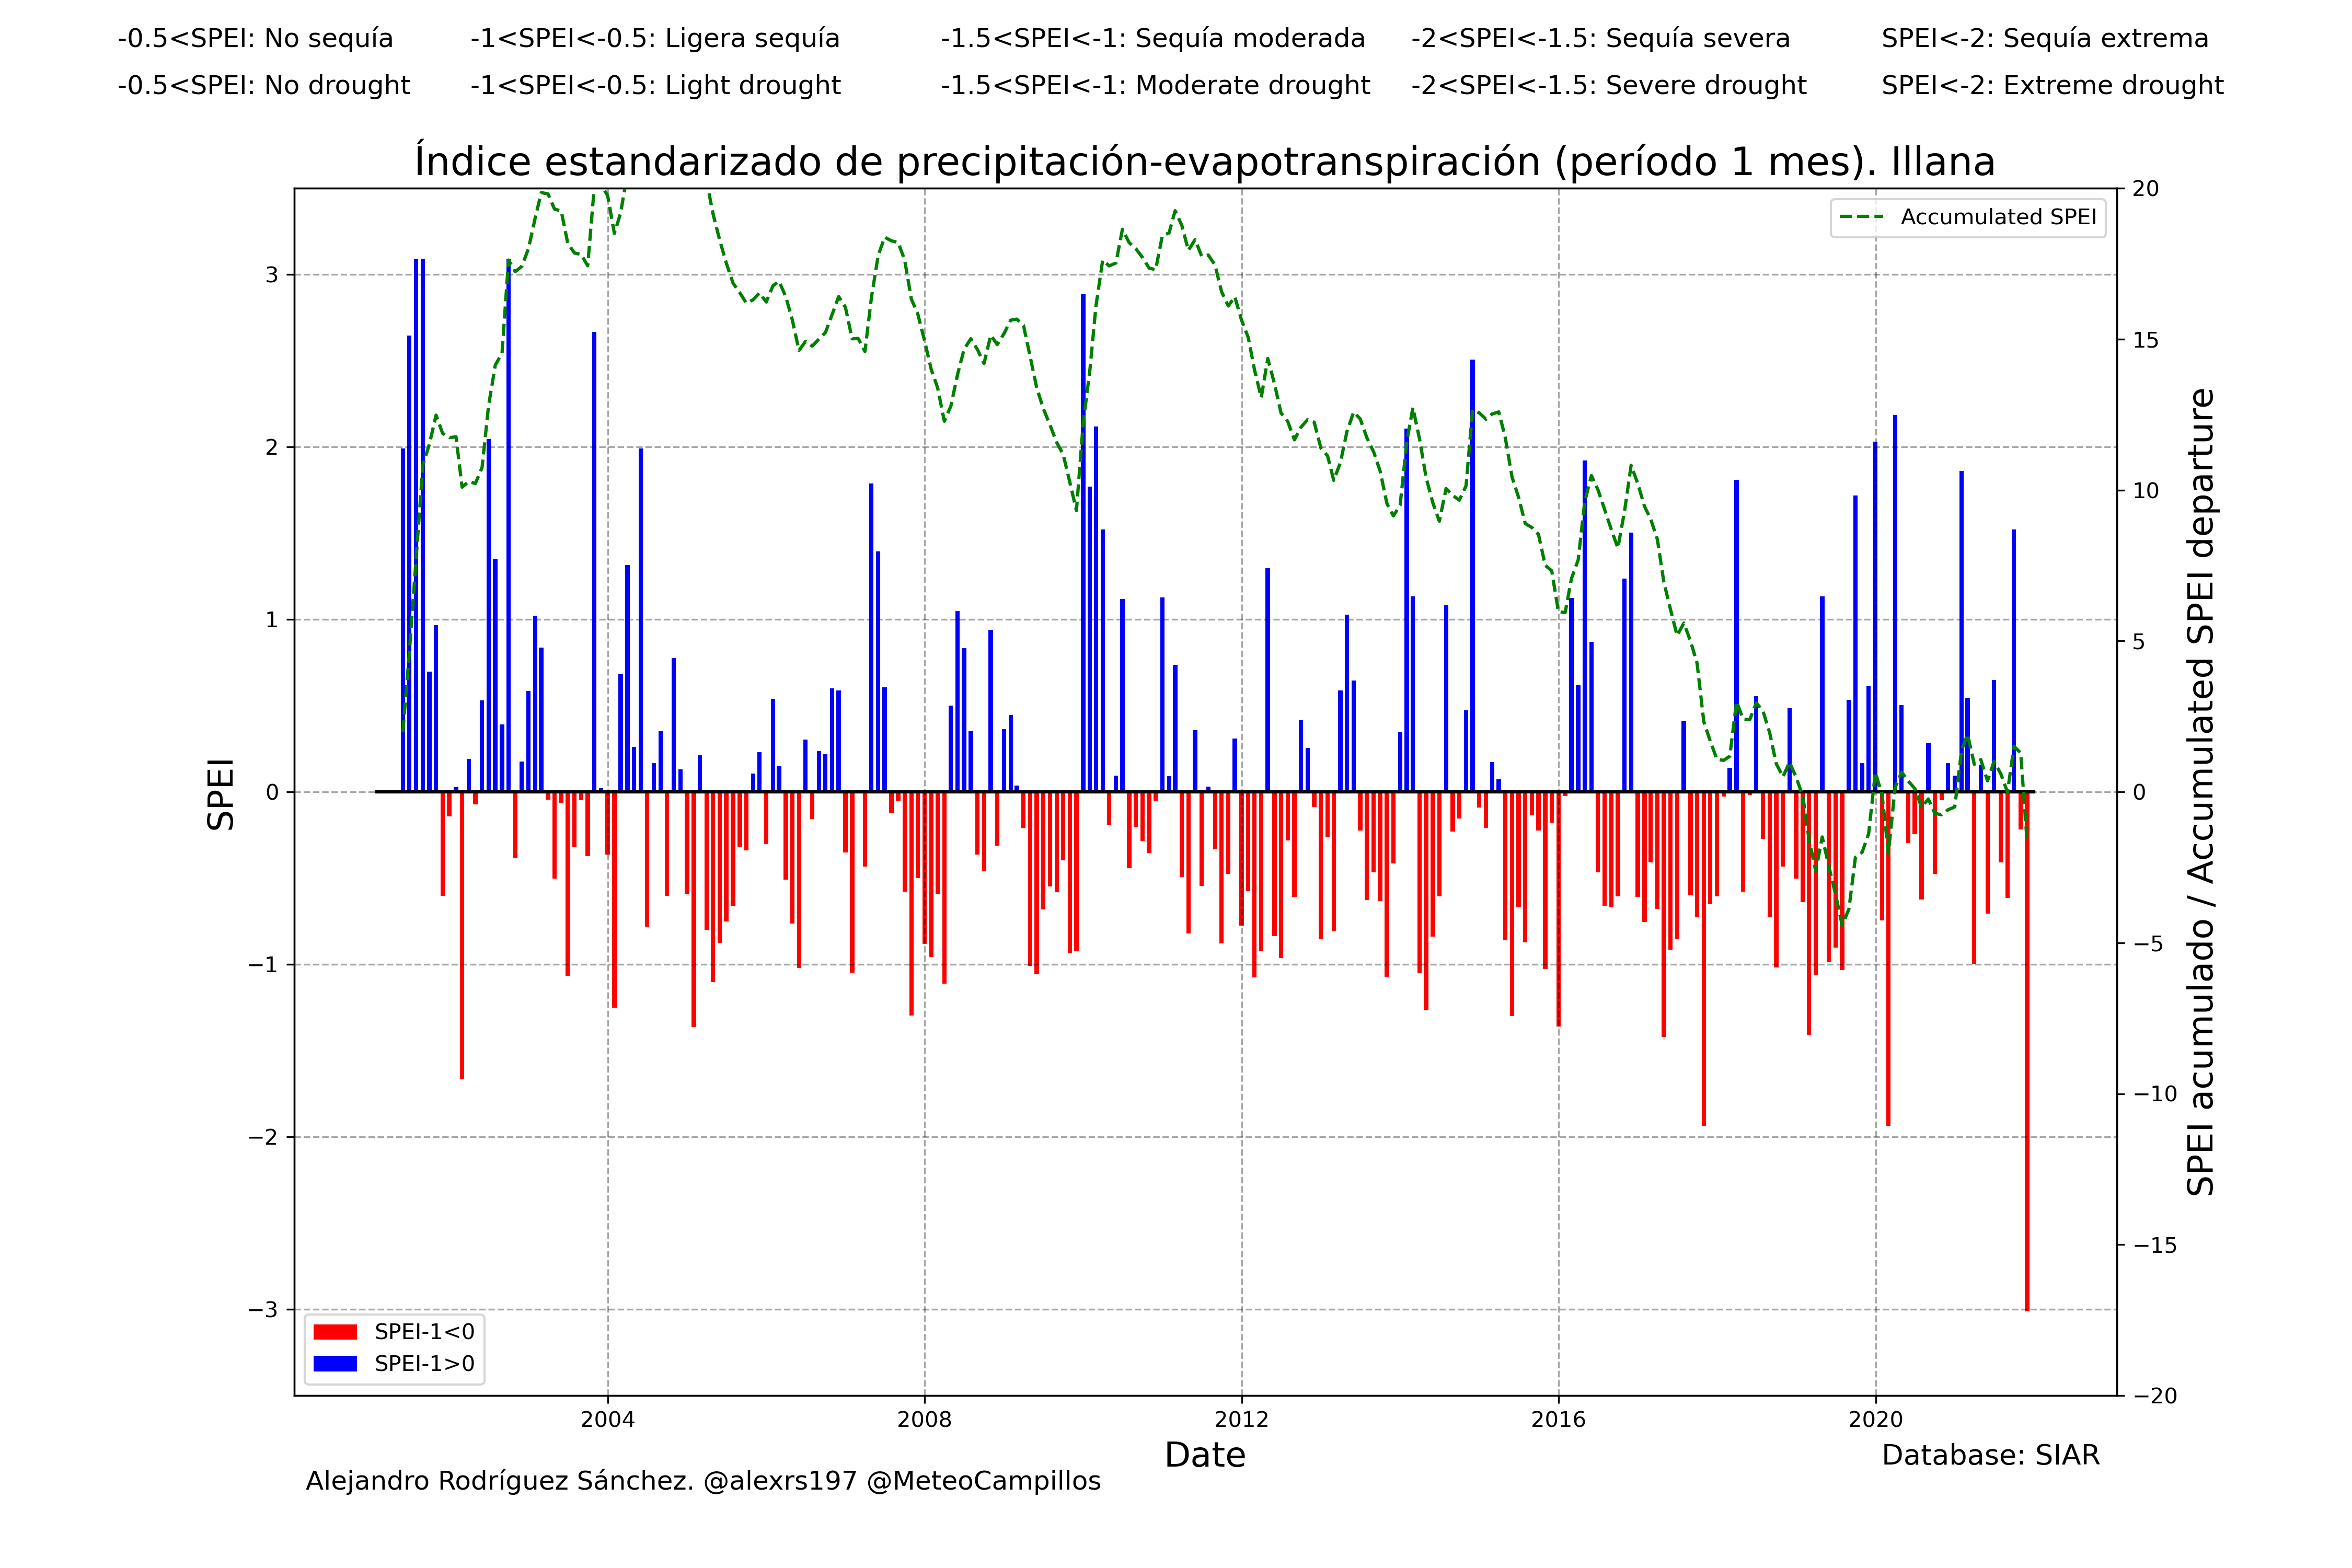 -0.5<SPEI: No sequía -1<SPEI<-0.5: Ligera sequía -1.5<SPEI<-1: Sequía moderada -2<SPEI<-1.5: Sequía severa SPEI<-2: Sequía extrema
-0.5<SPEI: No drought -1<SPEI<-0.5: Light drought -1.5<SPEI<-1: Moderate drought -2<SPEI<-1.5: Severe drought SPEI<-2: Extreme drought
Índice estandarizado de precipitación-evapotranspiración (período 1 mes). Illana
Accumulated SPEI
SPEI
3
2
1
0
−1
−2
−3
20
15
10
5
0
−5
−10
−15
−20
SPEI acumulado / Accumulated SPEI departure
SPEI-1<0
SPEI-1>0
2004 2008 2012 2016 2020
Date
Database: SIAR
Alejandro Rodríguez Sánchez. @alexrs197 @MeteoCampillos